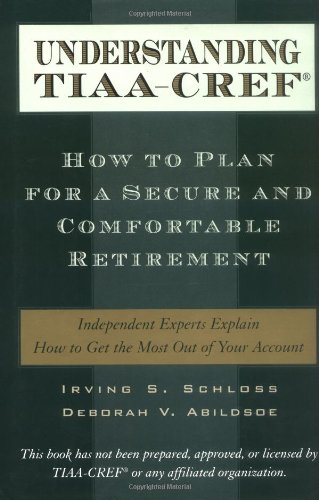 UNDERSTANDING
TIAA-CREF®
HOW TO PLAN
FOR A SECURE AND
COMFORTABLE
RETIREMENT
Independent Experts Explain
How to Get the Most Out of Your Account
IRVING S. SCHLOSS
DEBORAH V. ABILDSOE
This book has not been prepared, approved, or licensed by
TIAA-CREF® or any affiliated organization.